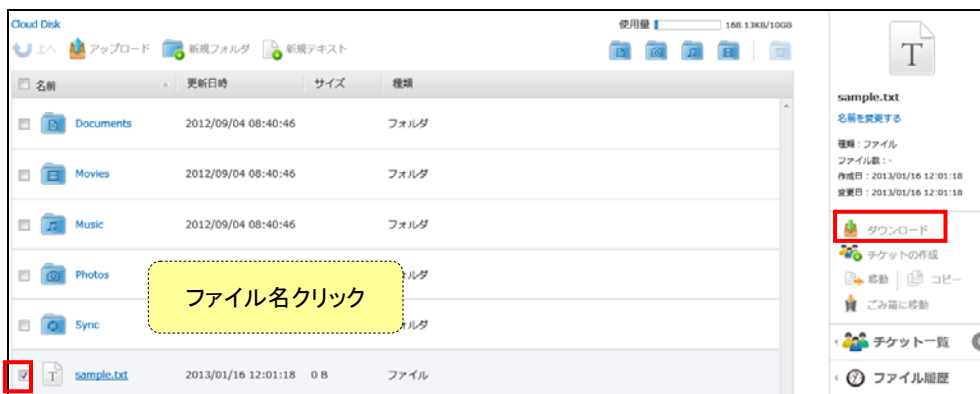 Cloud Disk
使用量 168.13KB/10GB
上へ アップロード 新規フォルダ 新規テキスト
名前 更新日時 サイズ 種類
Documents 2012/09/04 08:40:46 フォルダ
Movies 2012/09/04 08:40:46 フォルダ
Music 2012/09/04 08:40:46 フォルダ
Photos フォルダ
ファイル名クリック
Sync フォルダ
sample.txt 2013/01/16 12:01:18 0 B ファイル
T
sample.txt
名前を変更する
種類：ファイル
ファイル数：-
作成日：2013/01/16 12:01:18
変更日：2013/01/16 12:01:18
ダウンロード
チケットの作成
移動 コピー
ごみ箱に移動
チケット一覧
ファイル履歴